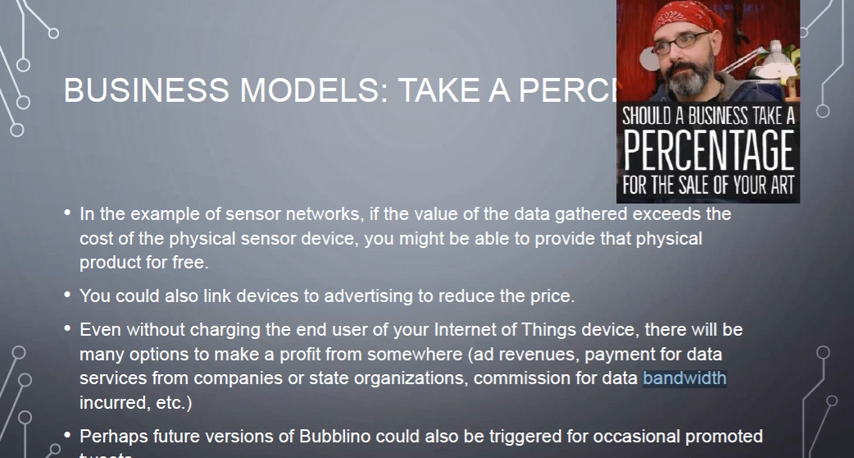 BUSINESS MODELS: TAKE A PERCE
SHOULD A BUSINESS TAKE A
PERCENTAGE
FOR THE SALE OF YOUR ART
• In the example of sensor networks, if the value of the data gathered exceeds the
cost of the physical sensor device, you might be able to provide that physical
product for free.
• You could also link devices to advertising to reduce the price.
• Even without charging the end user of your Internet of Things device, there will be
many options to make a profit from somewhere (ad revenues, payment for data
services from companies or state organizations, commission for data bandwidth
incurred, etc.)
• Perhaps future versions of Bubblino could also be triggered for occasional promoted